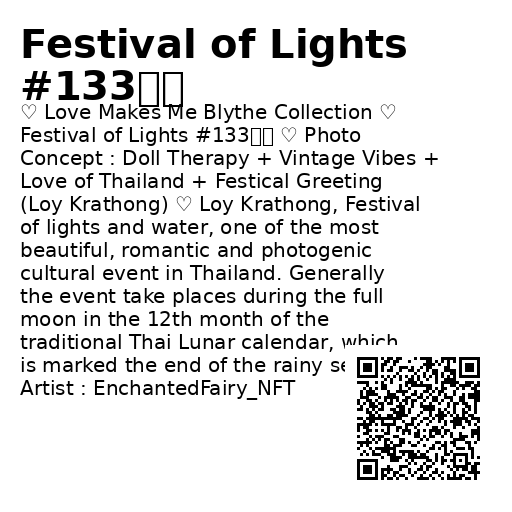 Festival of Lights
#133▯▯
♡ Love Makes Me Blythe Collection ♡
Festival of Lights #133▯▯ ♡ Photo
Concept : Doll Therapy + Vintage Vibes +
Love of Thailand + Festical Greeting
(Loy Krathong) ♡ Loy Krathong, Festival
of lights and water, one of the most
beautiful, romantic and photogenic
cultural event in Thailand. Generally
the event take places during the full
moon in the 12th month of the
traditional Thai Lunar calendar, which
is marked the end of the rainy
Artist : EnchantedFairy_NFT